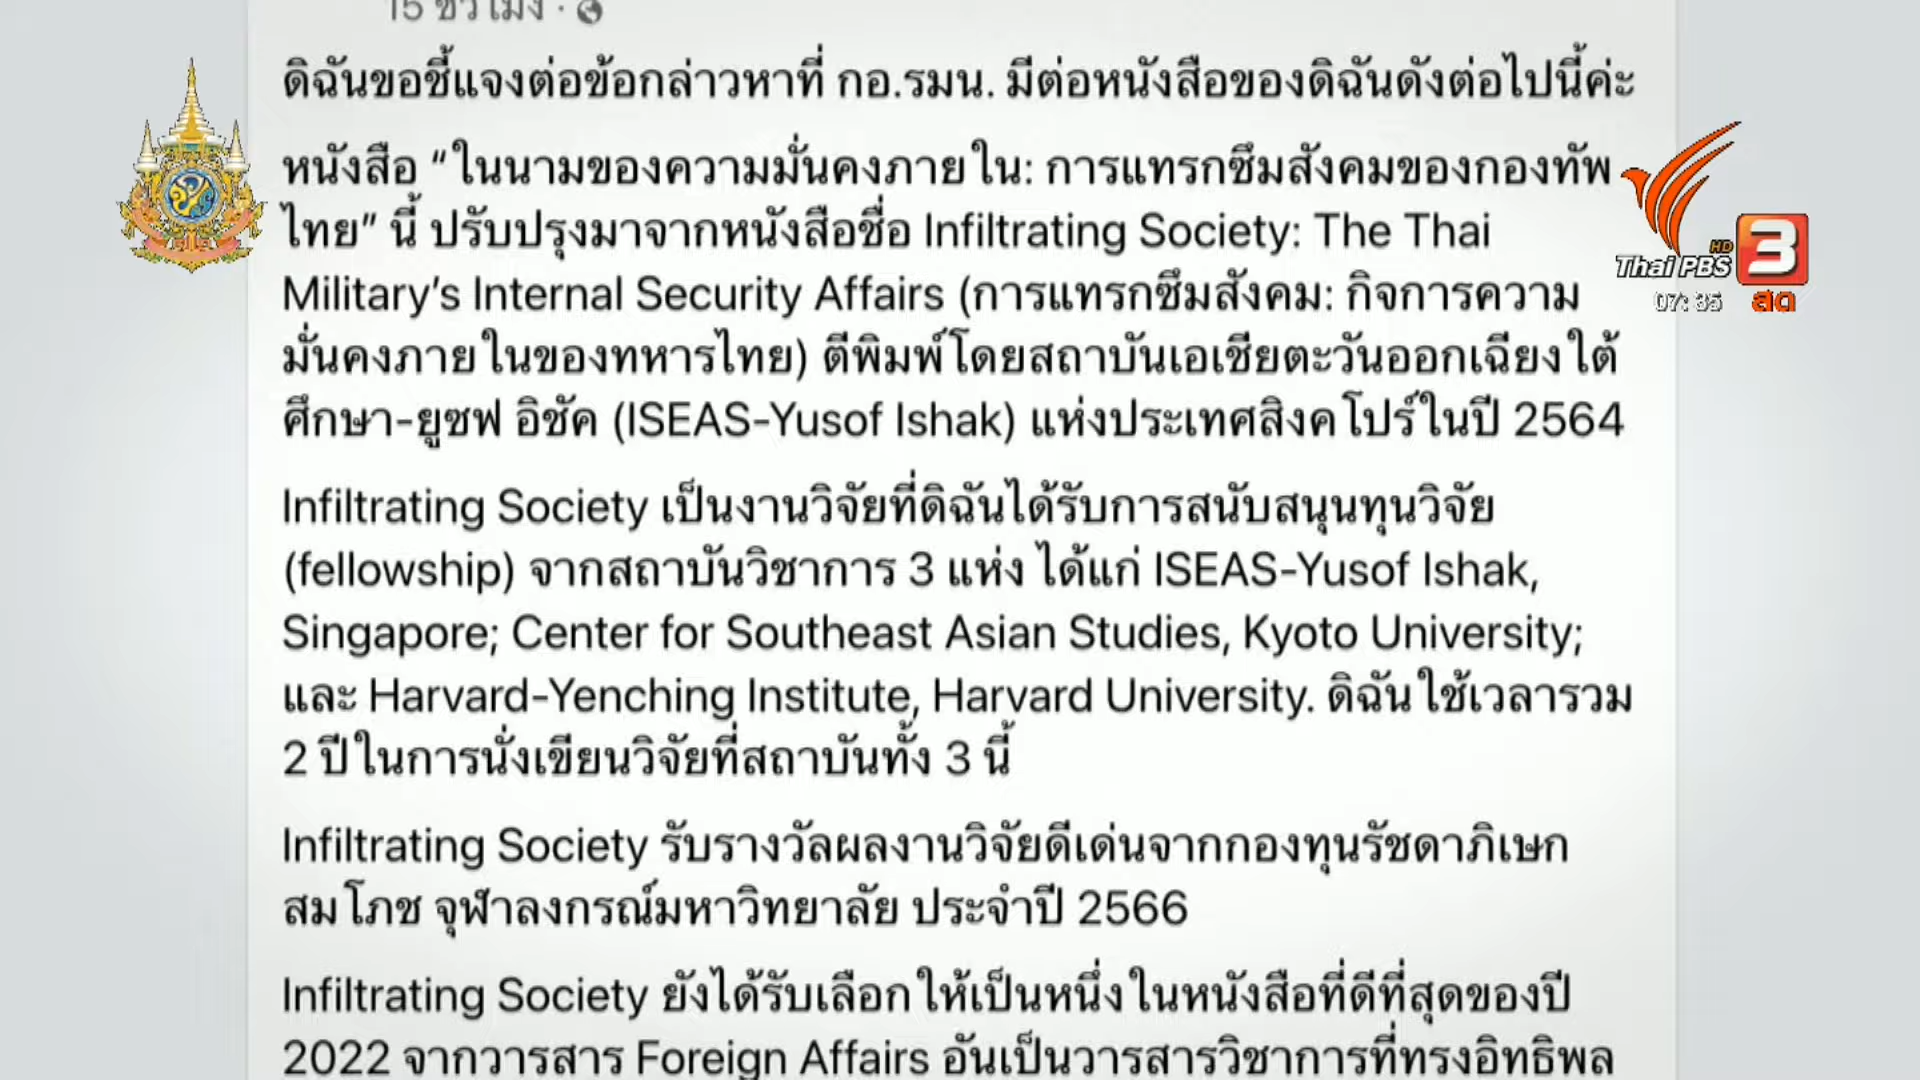 15 ชั่วโมง ·
ดิฉันขอชี้แจงต่อข้อกล่าวหาที่ กอ.รมน. มีต่อหนังสือของดิฉันดังต่อไปนี้ค่ะ
หนังสือ “ในนามของความมั่นคงภายใน: การแทรกซึมสังคมของกองทัพ
ไทย” นี้ ปรับปรุงมาจากหนังสือชื่อ Infiltrating Society: The Thai
Military’s Internal Security Affairs (การแทรกซึมสังคม: กิจการความ
มั่นคงภายในของทหารไทย) ตีพิมพ์โดยสถาบันเอเชียตะวันออกเฉียงใต้
ศึกษา-ยูซฟ อิชัค (ISEAS-Yusof Ishak) แห่งประเทศสิงคโปร์ในปี 2564
Infiltrating Society เป็นงานวิจัยที่ดิฉันได้รับการสนับสนุนทุนวิจัย
(fellowship) จากสถาบันวิชาการ 3 แห่ง ได้แก่ ISEAS-Yusof Ishak,
Singapore; Center for Southeast Asian Studies, Kyoto University;
และ Harvard-Yenching Institute, Harvard University. ดิฉันใช้เวลารวม
2 ปีในการนั่งเขียนวิจัยที่สถาบันทั้ง 3 นี้
Infiltrating Society รับรางวัลผลงานวิจัยดีเด่นจากกองทุนรัชดาภิเษก
สมโภช จุฬาลงกรณ์มหาวิทยาลัย ประจำปี 2566
Infiltrating Society ยังได้รับเลือกให้เป็นหนึ่งในหนังสือที่ดีที่สุดของปี
2022 จากวารสาร Foreign Affairs อันเป็นวารสารวิชาการที่ทรงอิทธิพล
HD
Thai PBS 3
07:35 สด